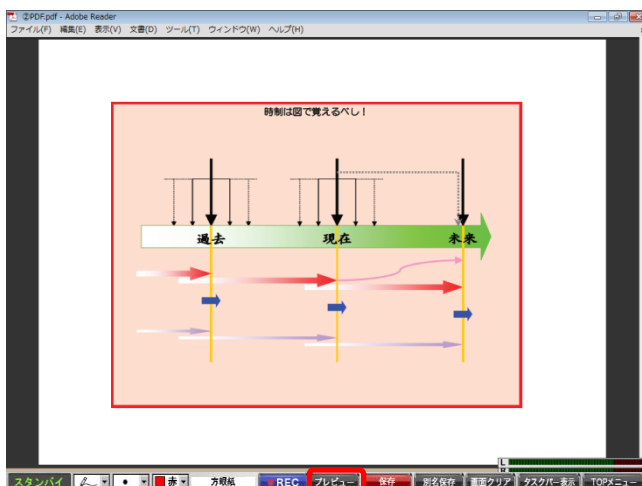 ②PDF.pdf - Adobe Reader
ファイル(F) 編集(E) 表示(V) 文書(D) ツール(T) ウィンドウ(W) ヘルプ(H)
時制は図で覚えるべし!
過去 現在 未来
L
R
スタンバイ 赤 方眼紙 REC プレビュー 保存 別名保存 画面クリア タスクバー表示 TOPメニュー